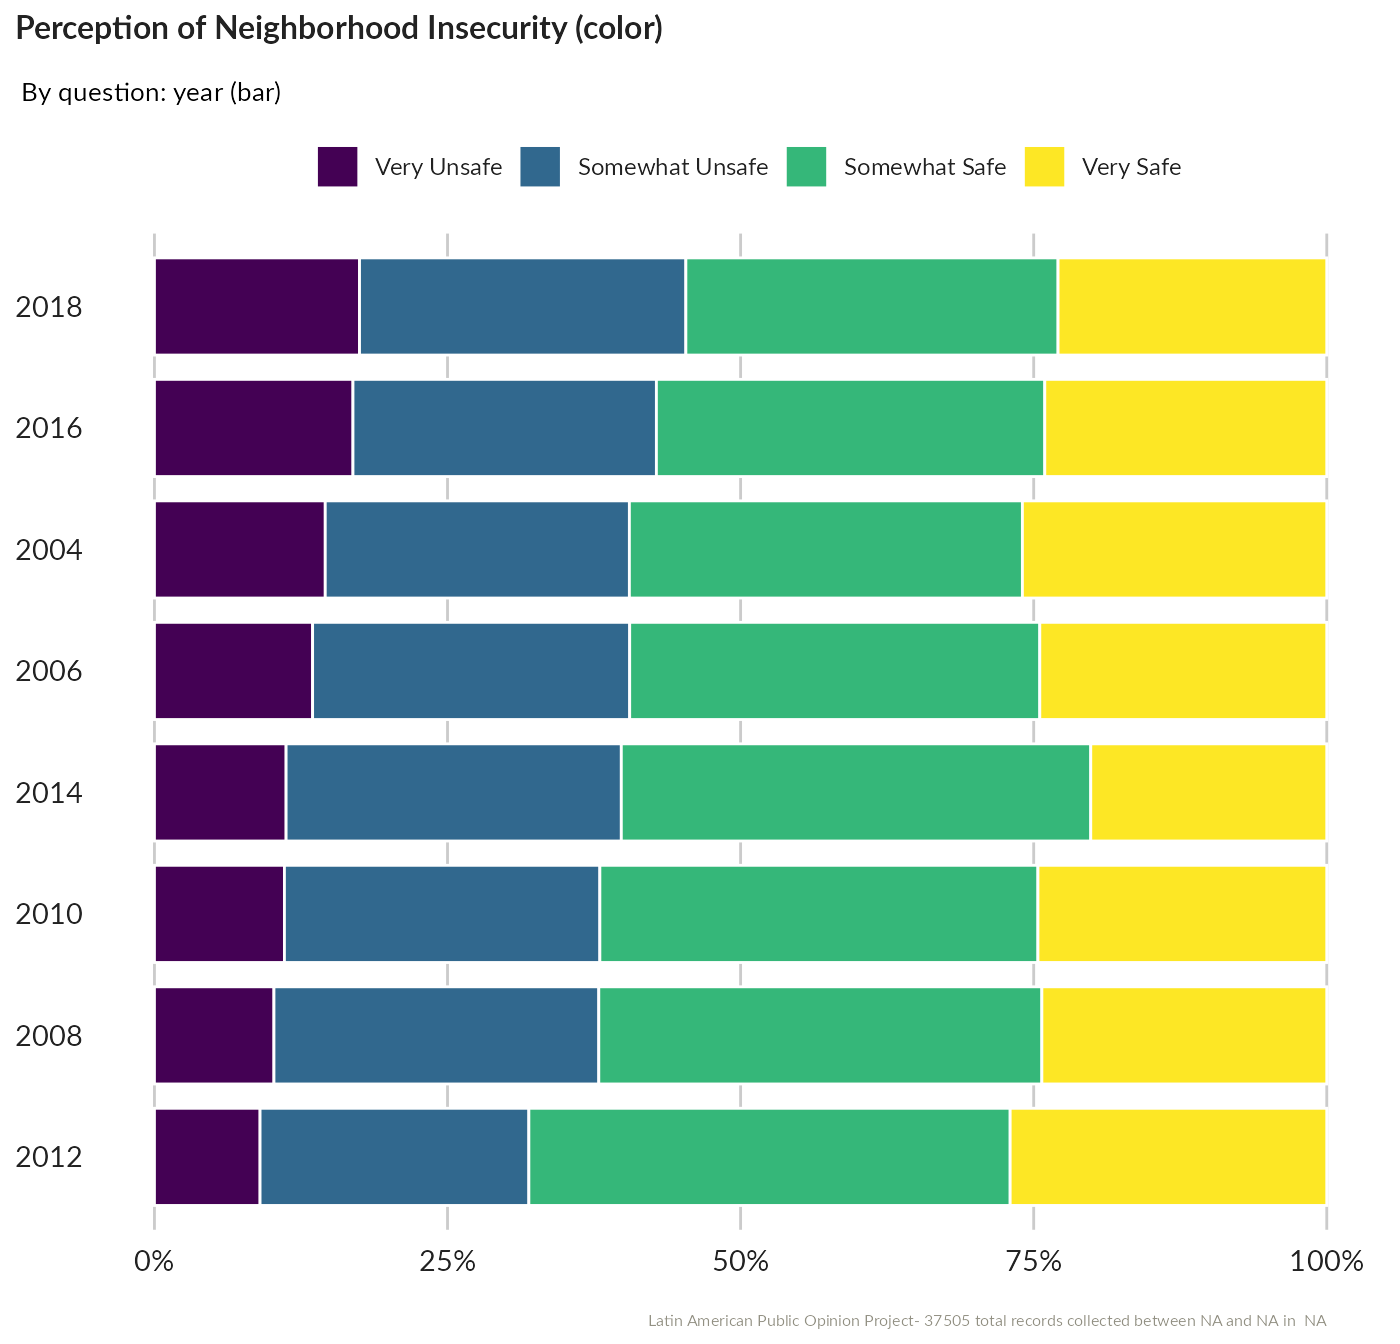 Perception of Neighborhood Insecurity (color)
By question: year (bar)
Very Unsafe Somewhat Unsafe Somewhat Safe Very Safe
2018
2016
2004
2006
2014
2010
2008
2012
0% 25% 50% 75% 100%
Latin American Public Opinion Project- 37505 total records collected between NA and NA in  NA